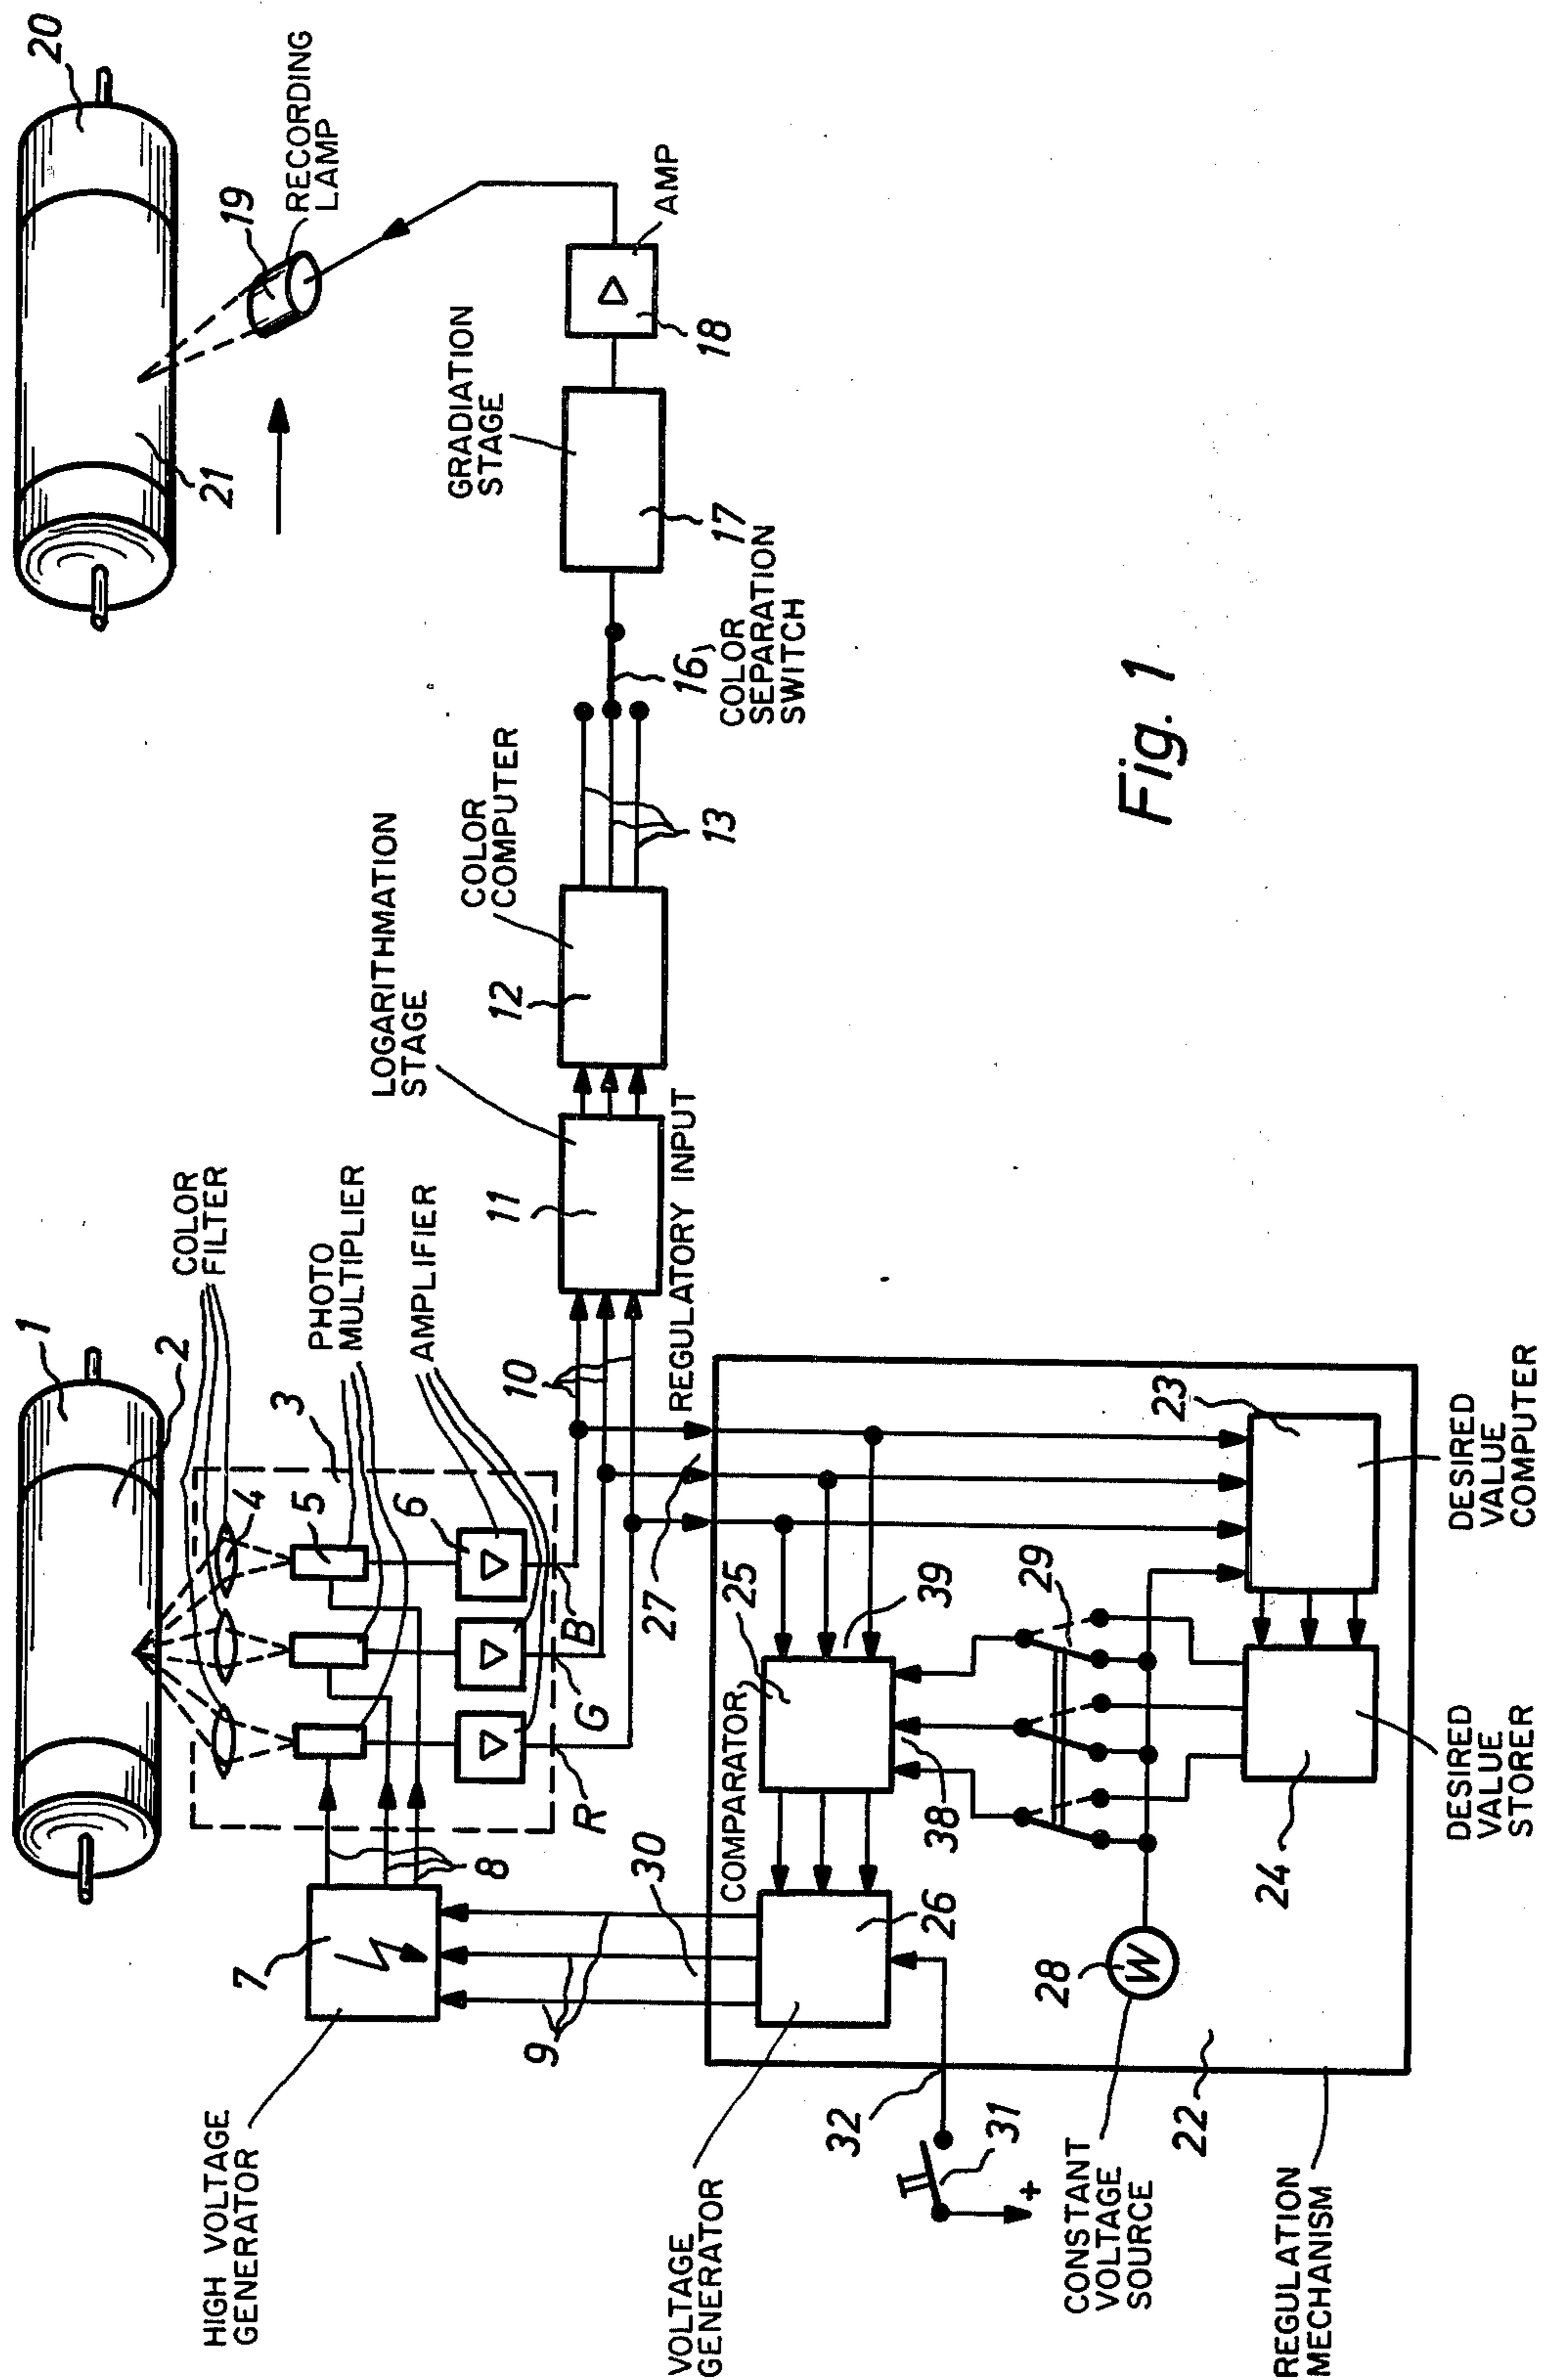 1
2
COLOR
FILTER
3
4
PHOTO
MULTIPLIER
5
AMPLIFIER
6
HIGH VOLTAGE
GENERATOR
7
8
9
R
G
B
10
LOGARITHMATION
STAGE
11
COLOR
COMPUTER
12
13
16
COLOR
SEPARATION
SWITCH
GRADIATION
STAGE
17
AMP
18
19
RECORDING
LAMP
20
21
REGULATORY INPUT
27
30
VOLTAGE
GENERATOR
26
COMPARATOR
25
39
38
29
23
DESIRED
VALUE
COMPUTER
24
DESIRED
VALUE
STORER
28
W
CONSTANT
VOLTAGE
SOURCE
22
REGULATION
MECHANISM
31
32
+
Fig. 1